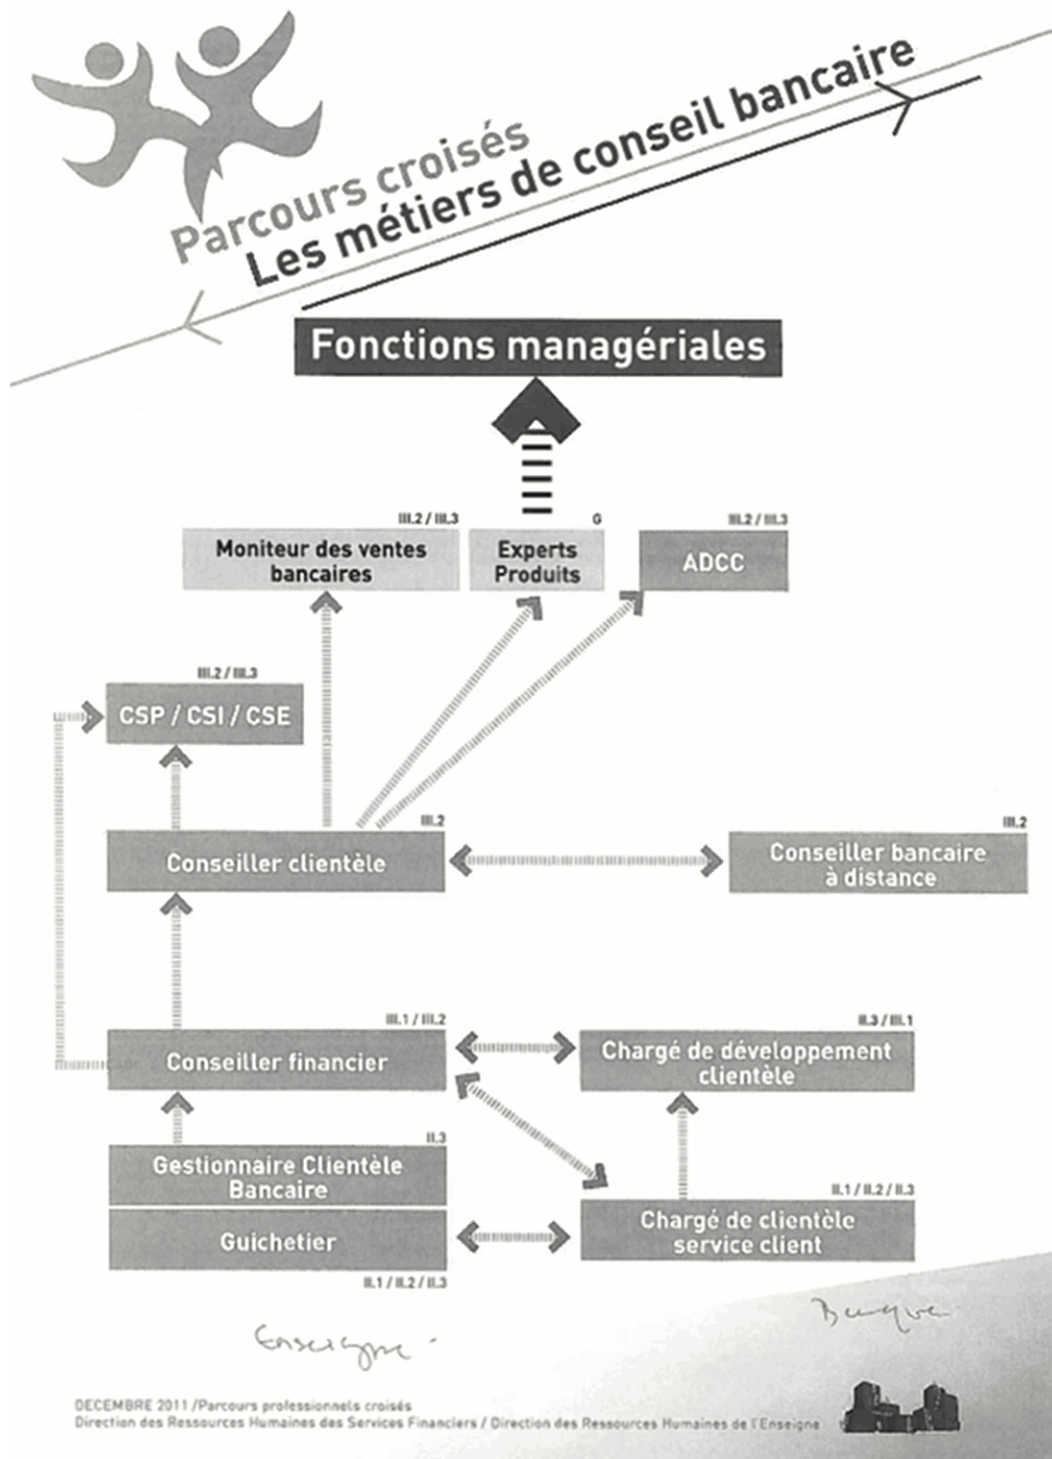 Parcours croisés
Les métiers de conseil bancaire
Fonctions managériales
III.2 / III.3
Moniteur des ventes
bancaires
G
Experts
Produits
III.2 / III.3
ADCC
III.2 / III.3
CSP / CSI / CSE
III.2
Conseiller clientèle
III.2
Conseiller bancaire
à distance
III.1 / III.2
Conseiller financier
II.3 / III.1
Chargé de développement
clientèle
II.3
Gestionnaire Clientèle
Bancaire
Guichetier
II.1 / II.2 / II.3
II.1 / II.2 / II.3
Chargé de clientèle
service client
Enseigne
Banque
DECEMBRE 2011 /Parcours professionnels croisés
Direction des Ressources Humaines des Services Financiers / Direction des Ressources Humaines de l'Enseigne